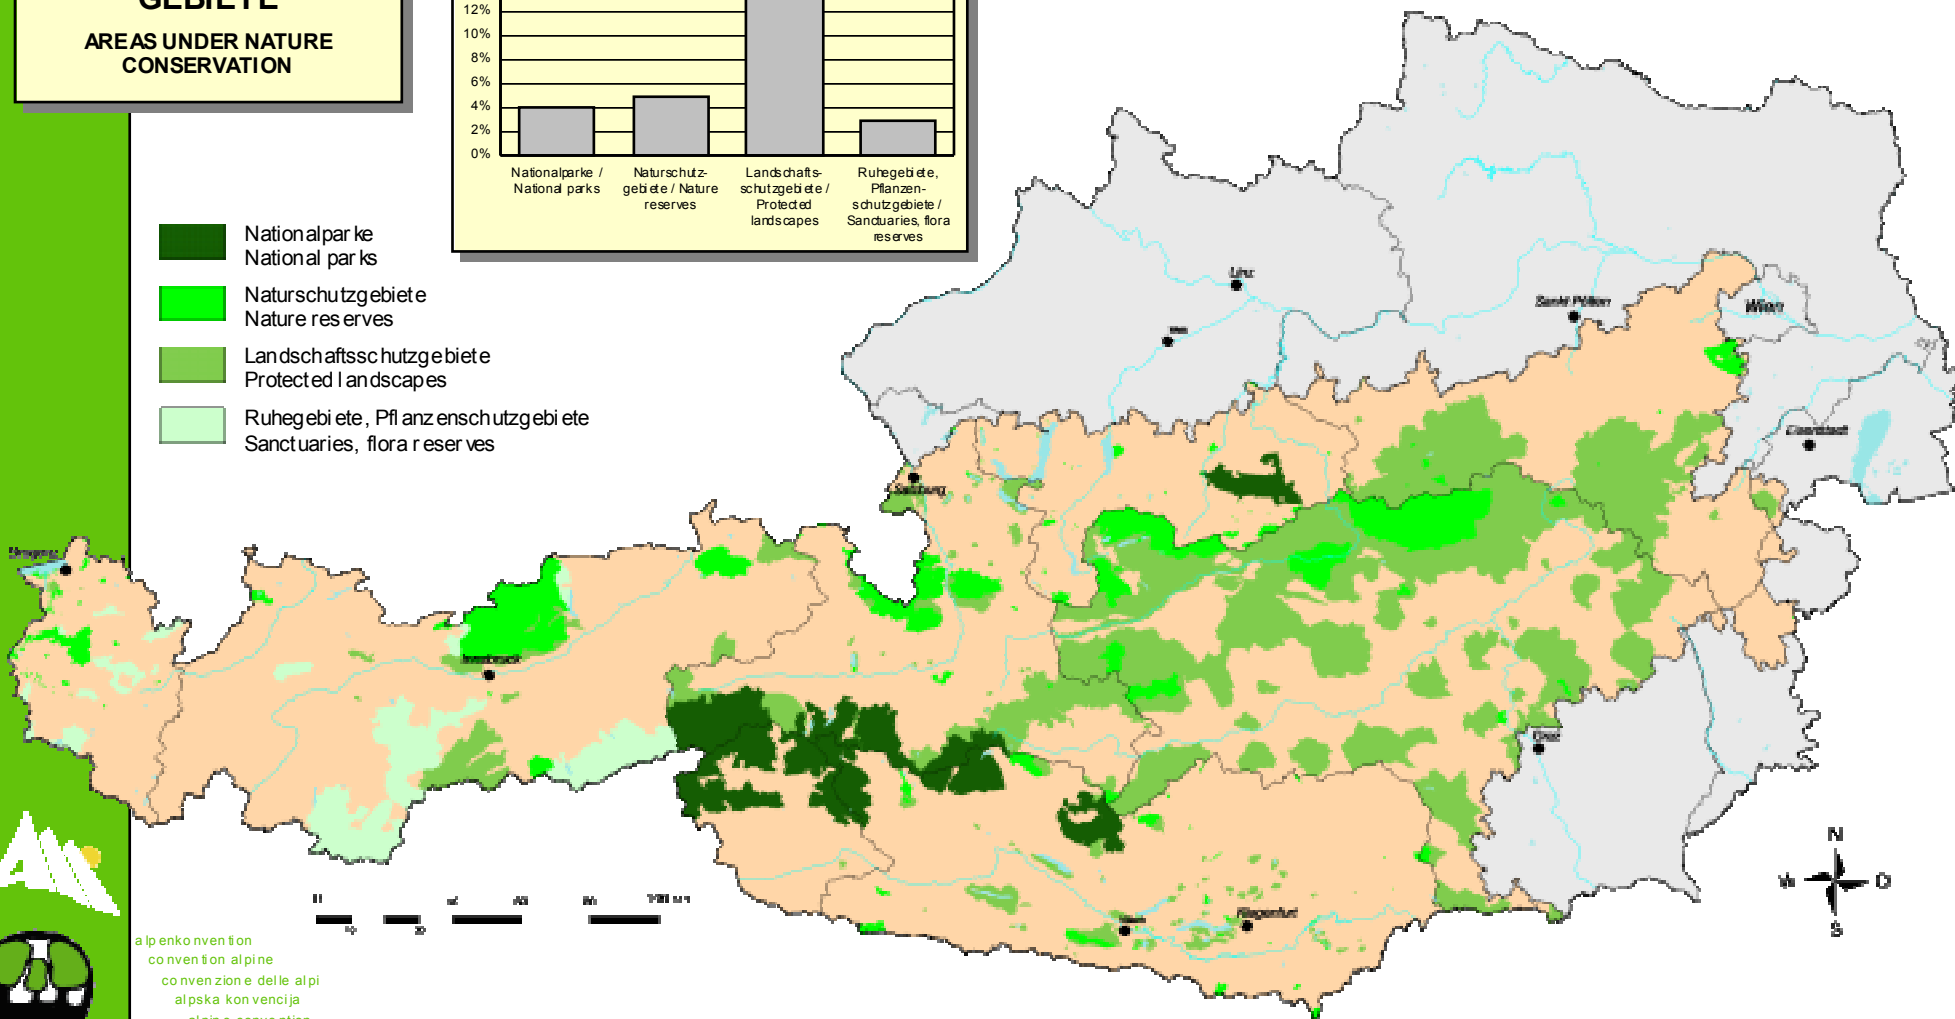 GEBIETE
AREAS UNDER NATURE
CONSERVATION
12%
10%
8%
6%
4%
2%
0%
Nationalparke /
National parks
Naturschutz-
gebiete / Nature
reserves
Landschafts-
schutzgebiete /
Protected
landscapes
Ruhegebiete,
Pflanzen-
schutzgebiete /
Sanctuaries, flora
reserves
Nationalparke
National parks
Naturschutzgebiete
Nature reserves
Landschaftsschutzgebiete
Protected landscapes
Ruhegebiete, Pflanzenschutzgebiete
Sanctuaries, flora reserves
Linz
Sankt Pölten
Wien
Eisenstadt
Salzburg
Bregenz
Innsbruck
Graz
Klagenfurt
N
W
O
S
alpenkonvention
convention alpine
convenzione delle alpi
alpska konvencija
alpine convention